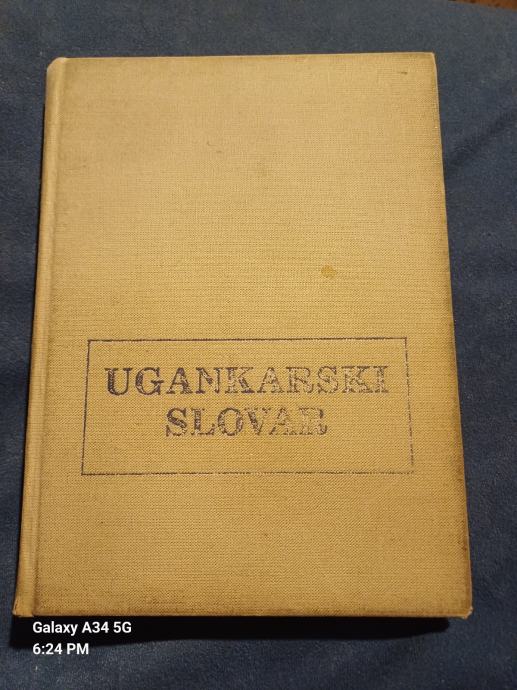 UGANKARSKI
SLOVAR
Galaxy A34 5G
6:24 PM